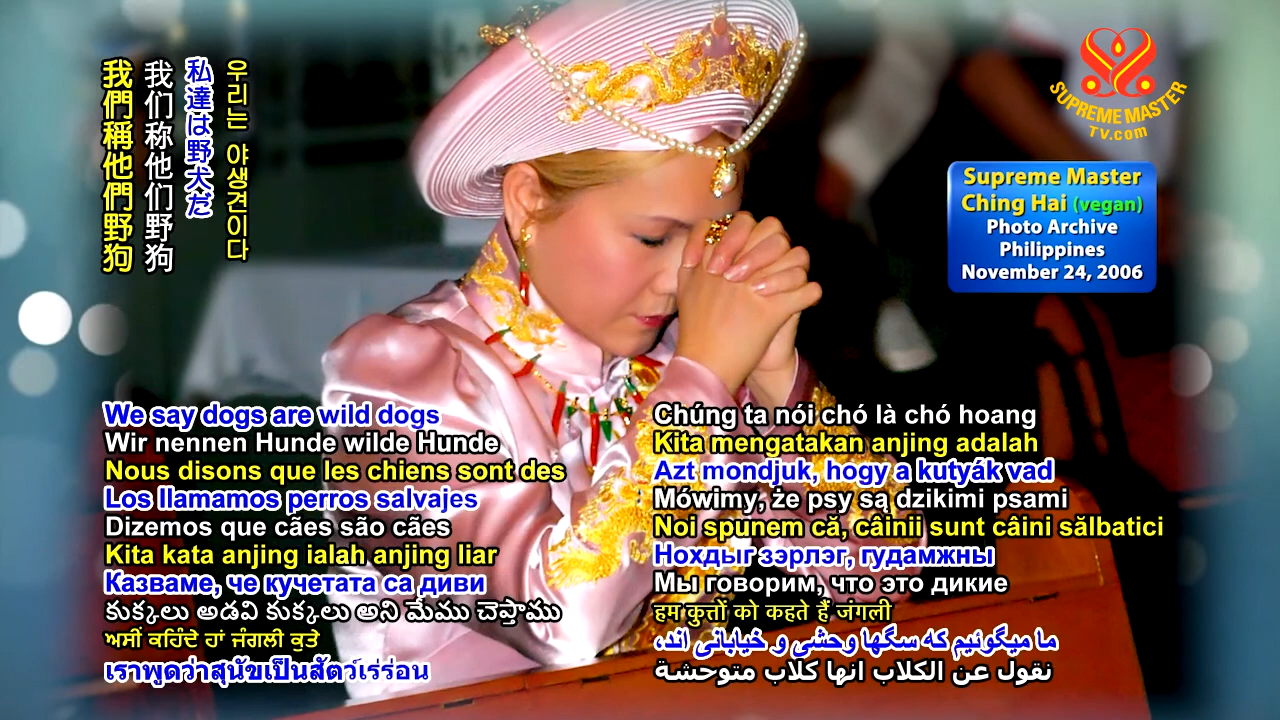 我們稱他們野狗
我们称他们野狗
私達は野犬だ
우리는 야생견이다
SUPREME MASTER
TV.com
Supreme Master
Ching Hai (vegan)
Photo Archive
Philippines
November 24, 2006
We say dogs are wild dogs
Wir nennen Hunde wilde Hunde
Nous disons que les chiens sont des
Los llamamos perros salvajes
Dizemos que cães são cães
Kita kata anjing ialah anjing liar
Казваме, че кучетата са диви
కుక్కలు అడవి కుక్కలు అని మేము చెప్తాము
ਅਸੀਂ ਕਹਿੰਦੇ ਹਾਂ ਜੰਗਲੀ ਕੁਤੇ
เราพูดว่าสุนัขเป็นสัตว์เร่ร่อน
Chúng ta nói chó là chó hoang
Kita mengatakan anjing adalah
Azt mondjuk, hogy a kutyák vad
Mówimy, że psy są dzikimi psami
Noi spunem că, câinii sunt câini sălbatici
Нохдыг зэрлэг, гудамжны
Мы говорим, что это дикие
हम कुत्तों को कहते हैं जंगली
ما میگوئیم که سگها وحشی و خیابانی اند،
نقول عن الكلاب انها كلاب متوحشة